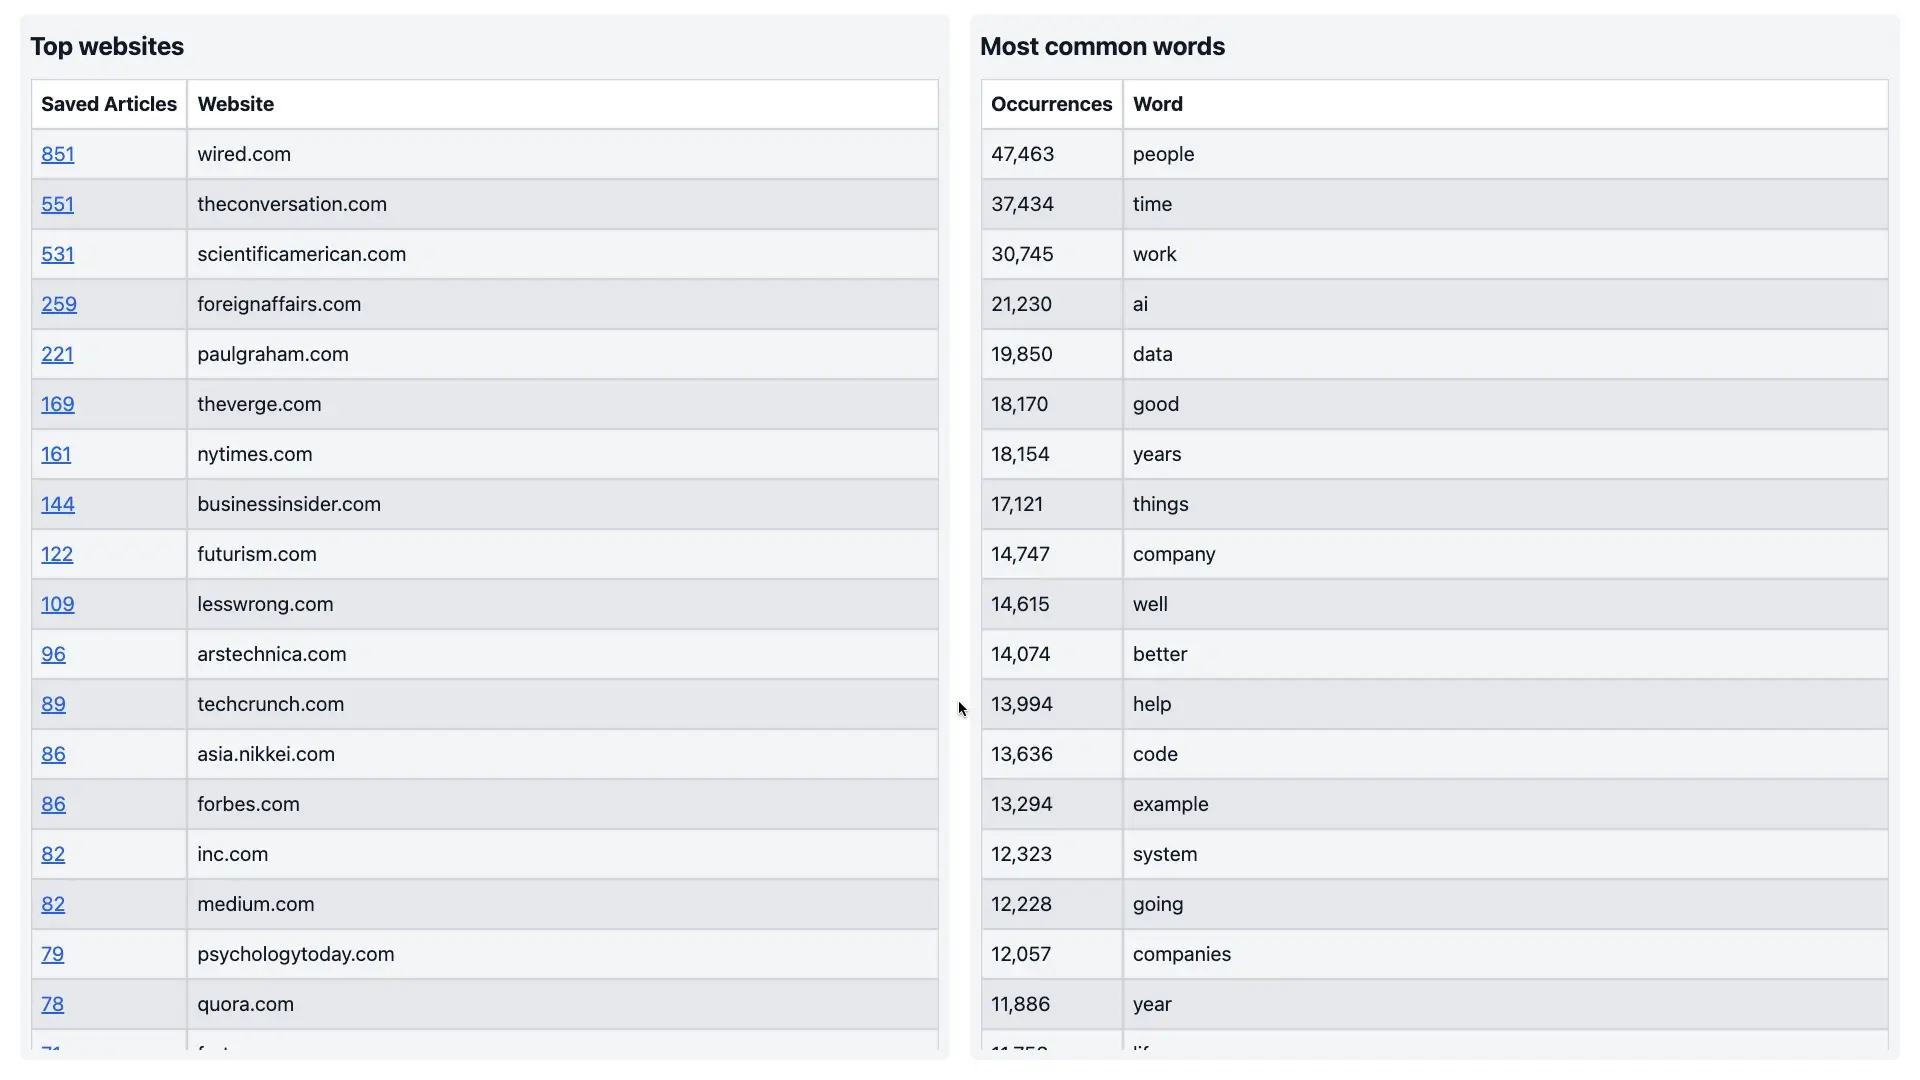 Top websites
Saved Articles Website
851 wired.com
551 theconversation.com
531 scientificamerican.com
259 foreignaffairs.com
221 paulgraham.com
169 theverge.com
161 nytimes.com
144 businessinsider.com
122 futurism.com
109 lesswrong.com
96 arstechnica.com
89 techcrunch.com
86 asia.nikkei.com
86 forbes.com
82 inc.com
82 medium.com
79 psychologytoday.com
78 quora.com
Most common words
Occurrences Word
47,463 people
37,434 time
30,745 work
21,230 ai
19,850 data
18,170 good
18,154 years
17,121 things
14,747 company
14,615 well
14,074 better
13,994 help
13,636 code
13,294 example
12,323 system
12,228 going
12,057 companies
11,886 year